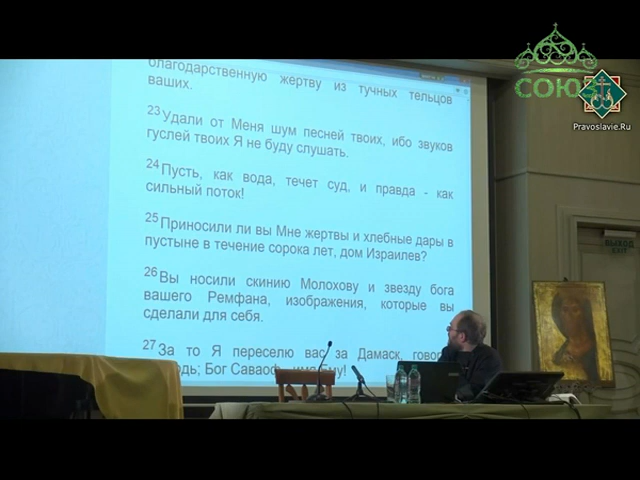 благодарственную жертву из тучных тельцов
ваших.
23 Удали от Меня шум песней твоих, ибо звуков
гуслей твоих Я не буду слушать.
24 Пусть, как вода, течет суд, и правда - как
сильный поток!
25 Приносили ли вы Мне жертвы и хлебные дары в
пустыне в течение сорока лет, дом Израилев?
26 Вы носили скинию Молохову и звезду бога
вашего Ремфана, изображения, которые вы
сделали для себя.
27 За то Я переселю вас за Дамаск,
Бог Саваоф Ему!
СОЮЗ
Pravoslavie.Ru
ВЫХОД
EXIT